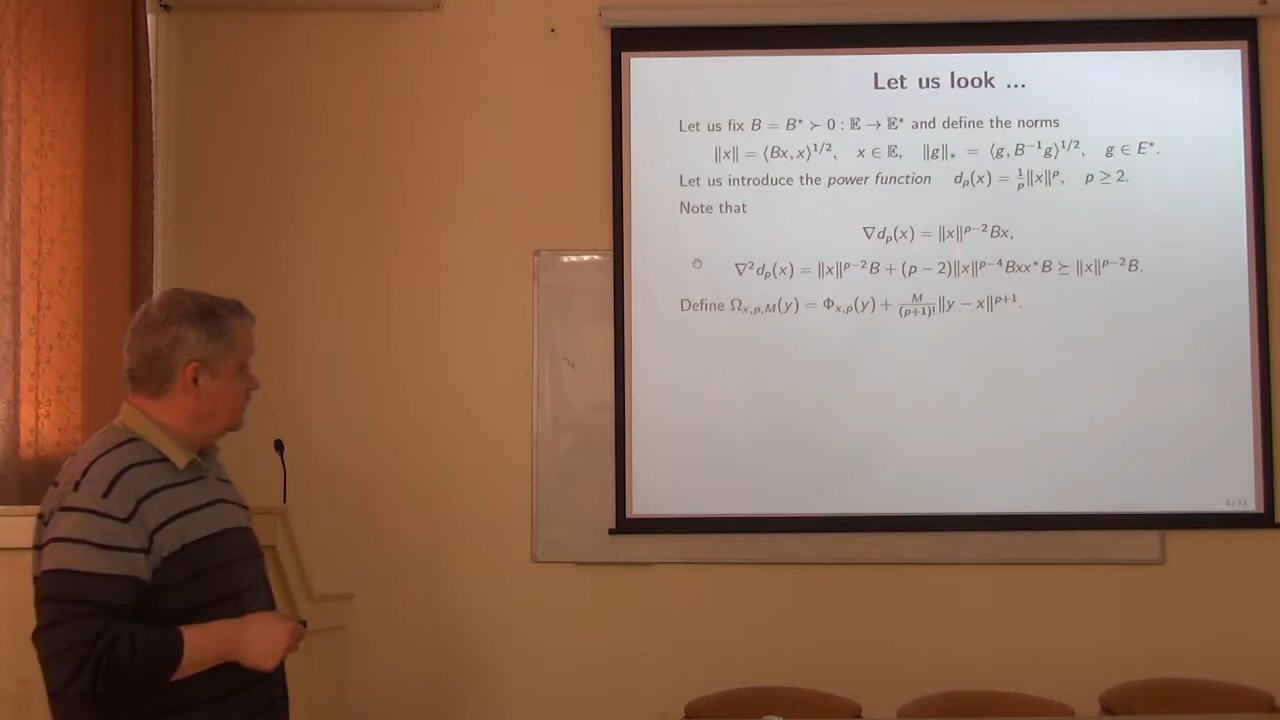 Let us look ...
Let us fix B = B* ≻ 0 : 𝔼 → 𝔼* and define the norms
‖x‖ = ⟨Bx, x⟩^{1/2}, x ∈ 𝔼, ‖g‖_* = ⟨g, B^{−1}g⟩^{1/2}, g ∈ E*.
Let us introduce the power function d_p(x) = \frac{1}{p}‖x‖^p, p ≥ 2.
Note that
∇d_p(x) = ‖x‖^{p−2}Bx,
∇²d_p(x) = ‖x‖^{p−2}B + (p − 2)‖x‖^{p−4}Bxx*B ⪰ ‖x‖^{p−2}B.
Define Ω_{x,p,M}(y) = Φ_{x,p}(y) + \frac{M}{(p+1)!}‖y − x‖^{p+1}.